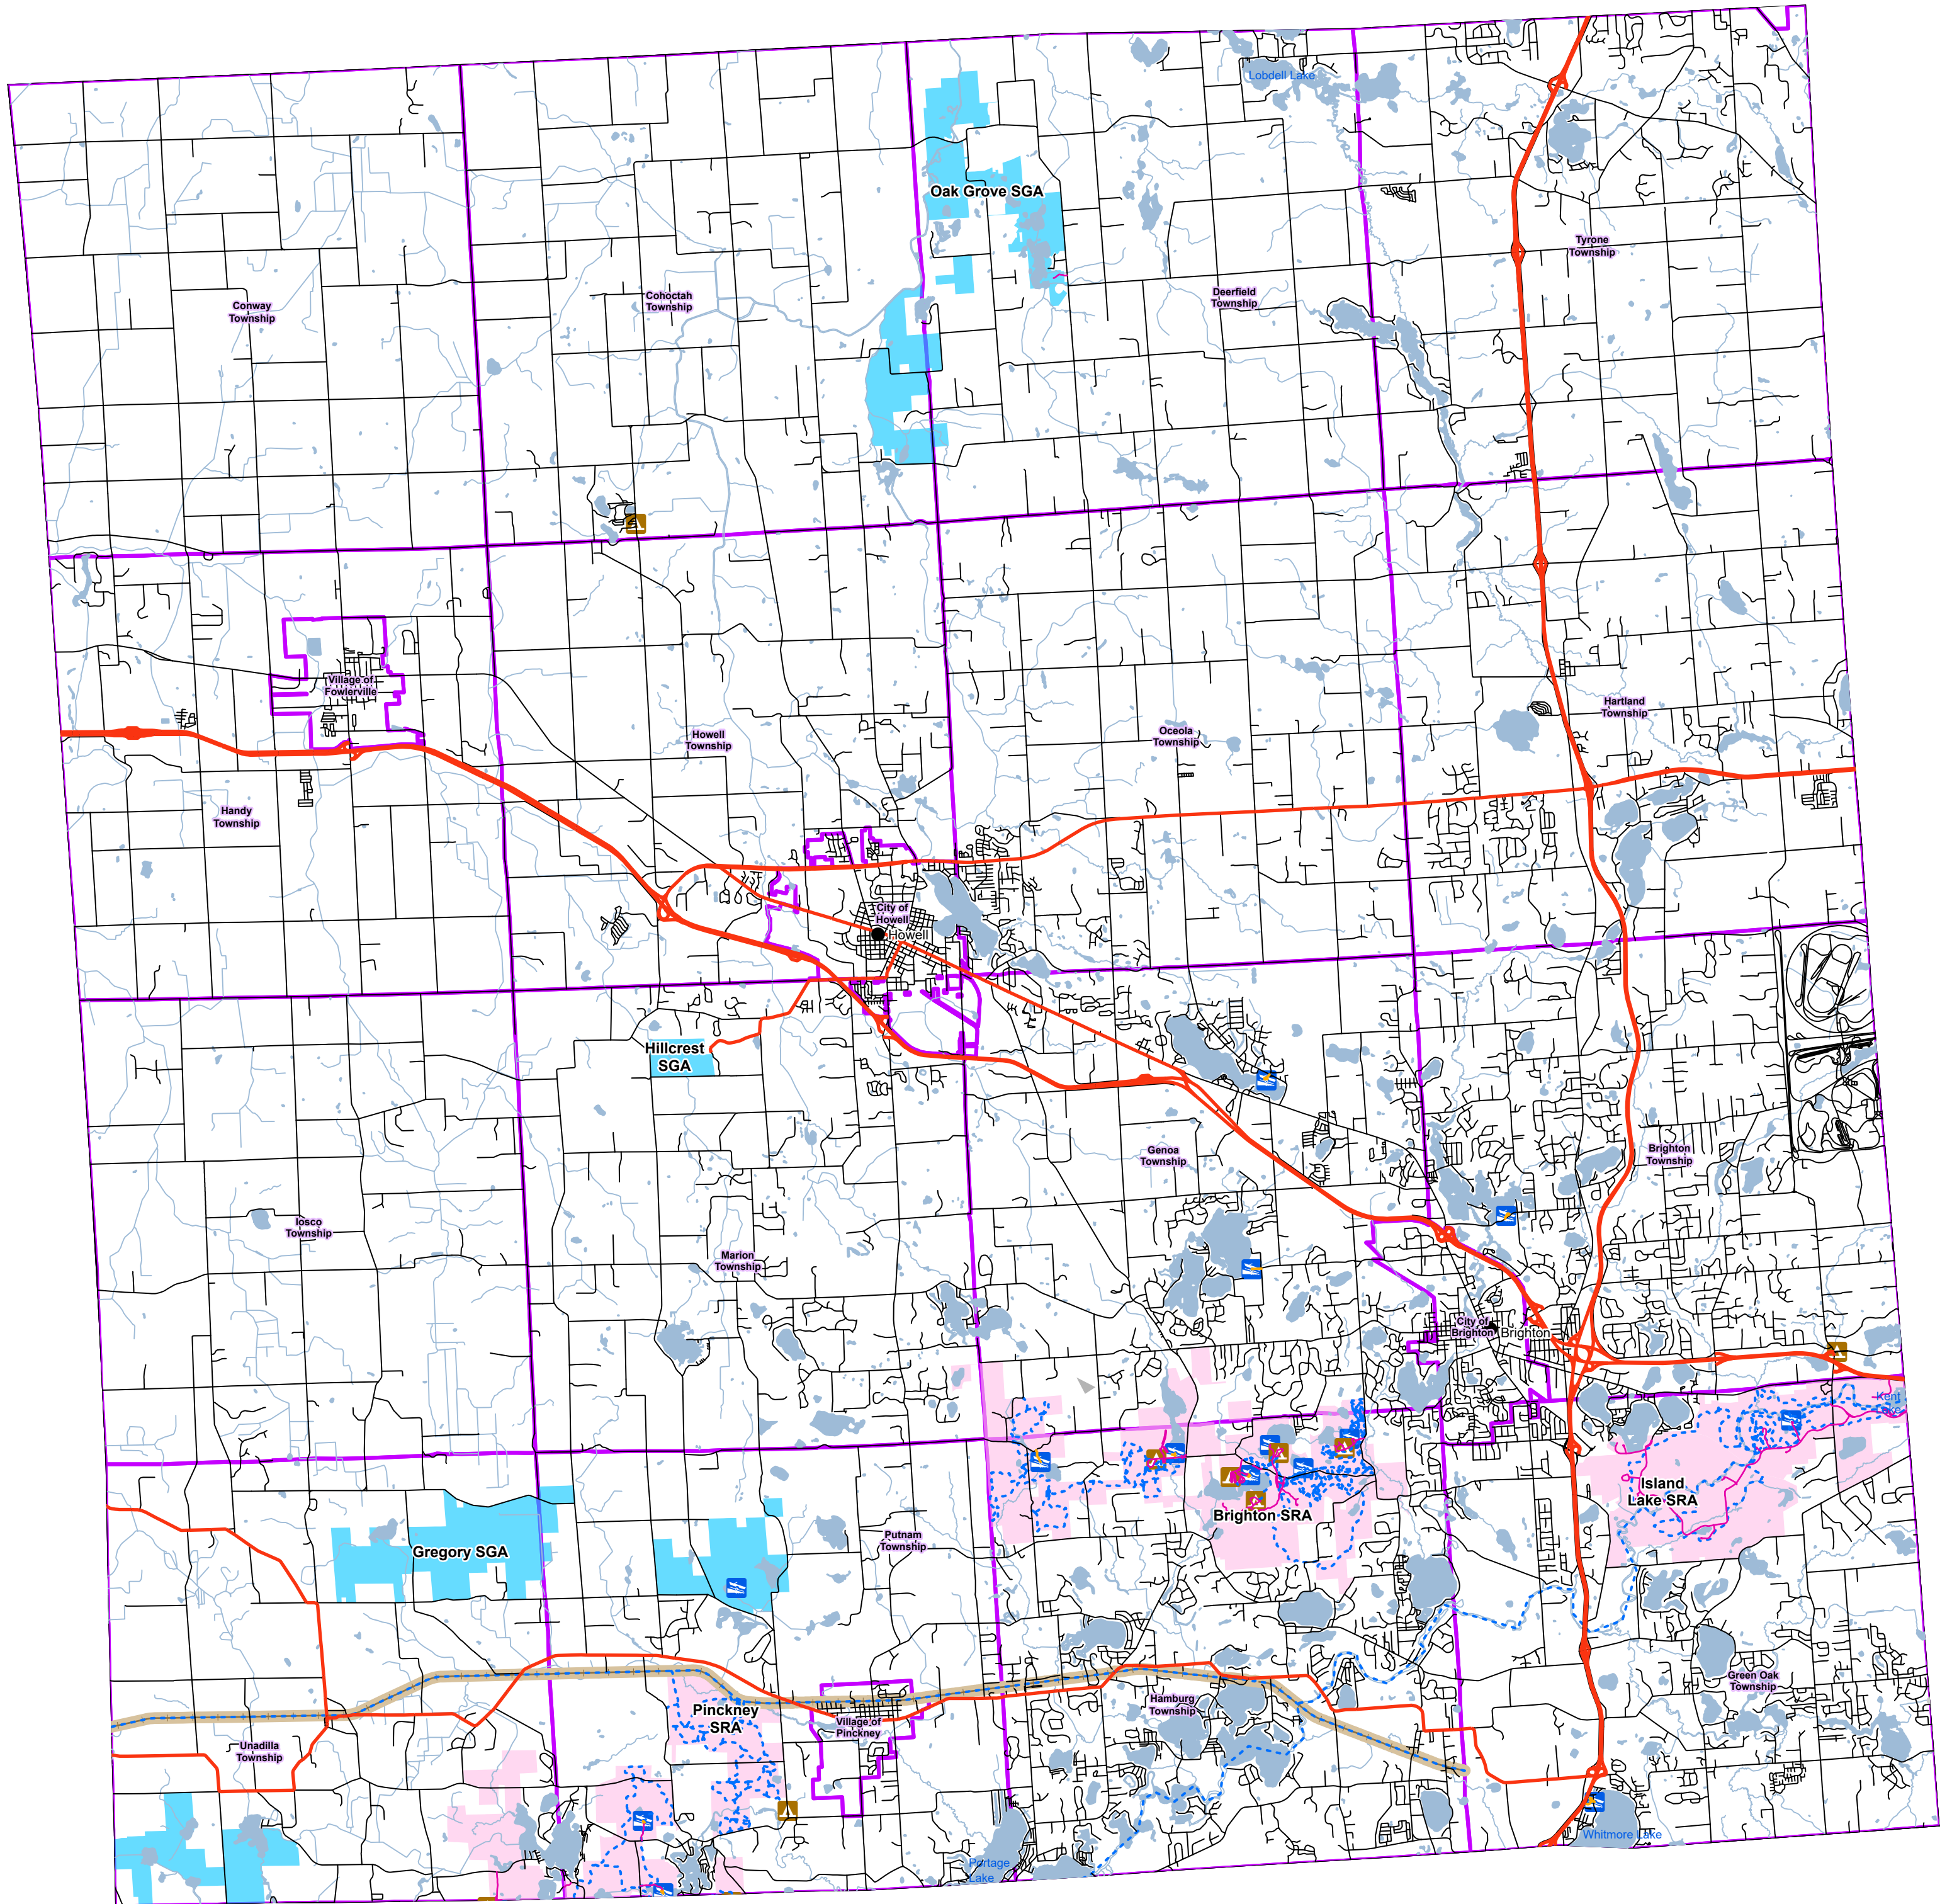 Lobdell Lake
Oak Grove SGA
Tyrone
Township
Conway
Township
Cohoctah
Township
Deerfield
Township
Village of
Fowlerville
Howell
Township
Oceola
Township
Hartland
Township
Handy
Township
City of
Howell
Howell
Hillcrest
SGA
Genoa
Township
Brighton
Township
Iosco
Township
Marion
Township
City of
Brighton
Brighton
Kent
Lake
Island
Lake SRA
Brighton SRA
Putnam
Township
Gregory SGA
Pinckney
SRA
Village of
Pinckney
Hamburg
Township
Green Oak
Township
Unadilla
Township
Whitmore Lake
Portage
Lake